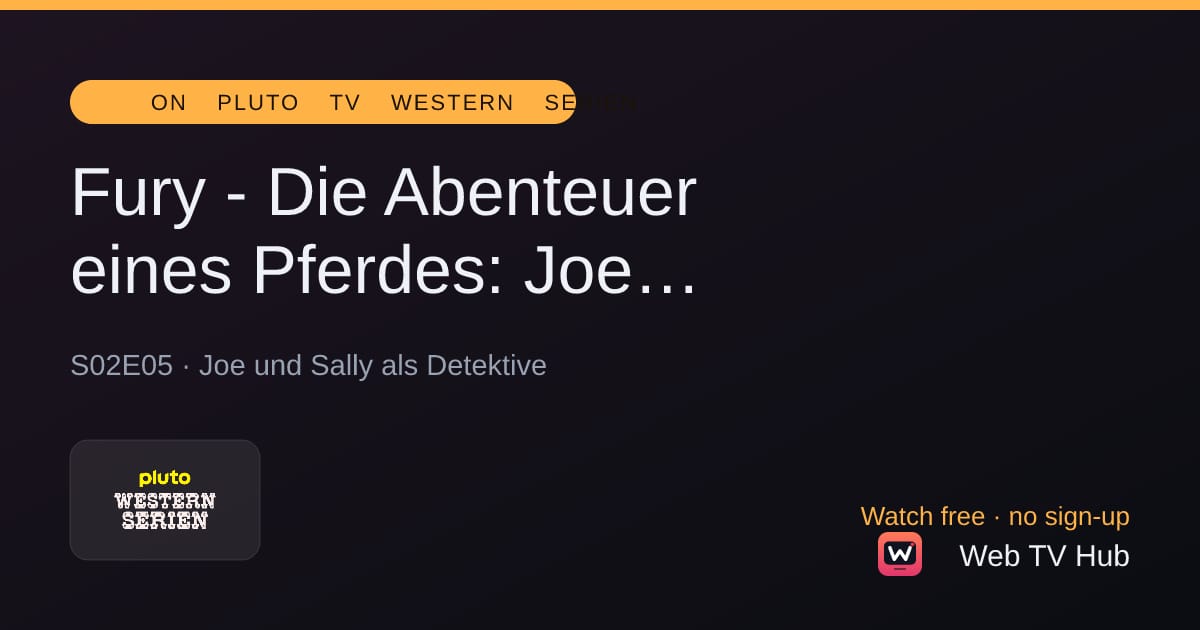 ON PLUTO TV WESTERN SERIEN
Fury - Die Abenteuer
eines Pferdes: Joe…
S02E05 · Joe und Sally als Detektive
pluto
WESTERN
SERIEN
Watch free · no sign-up
W
Web TV Hub